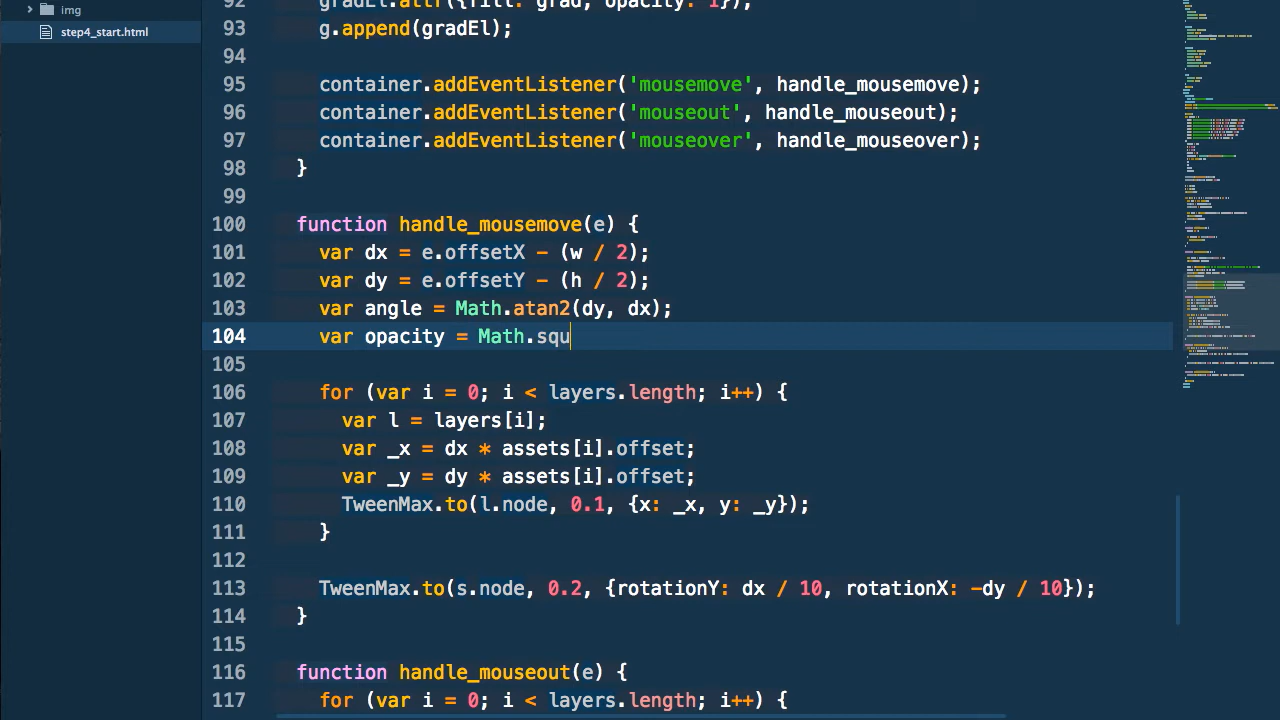 img
step4_start.html
92 gradEl.attr({fill: grad, opacity: 1});
93 g.append(gradEl);
94
95 container.addEventListener('mousemove', handle_mousemove);
96 container.addEventListener('mouseout', handle_mouseout);
97 container.addEventListener('mouseover', handle_mouseover);
98 }
99
100 function handle_mousemove(e) {
101 var dx = e.offsetX - (w / 2);
102 var dy = e.offsetY - (h / 2);
103 var angle = Math.atan2(dy, dx);
104 var opacity = Math.squ
105
106 for (var i = 0; i < layers.length; i++) {
107 var l = layers[i];
108 var _x = dx * assets[i].offset;
109 var _y = dy * assets[i].offset;
110 TweenMax.to(l.node, 0.1, {x: _x, y: _y});
111 }
112
113 TweenMax.to(s.node, 0.2, {rotationY: dx / 10, rotationX: -dy / 10});
114 }
115
116 function handle_mouseout(e) {
117 for (var i = 0; i < layers.length; i++) {